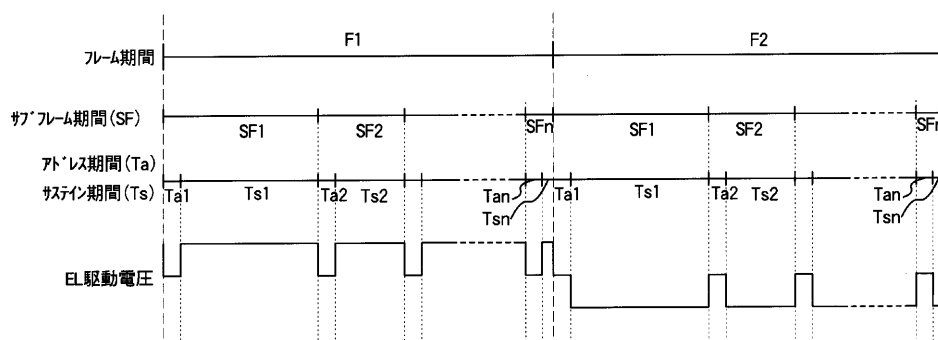 F1 F2
フレーム期間
サブフレーム期間(SF)
SF1 SF2 SFn SF1 SF2 SFn
アドレス期間(Ta)
サステイン期間(Ts) Ta1 Ts1 Ta2 Ts2 Tan Ta1 Ts1 Ta2 Ts2 Tan
Tsn Tsn
EL駆動電圧